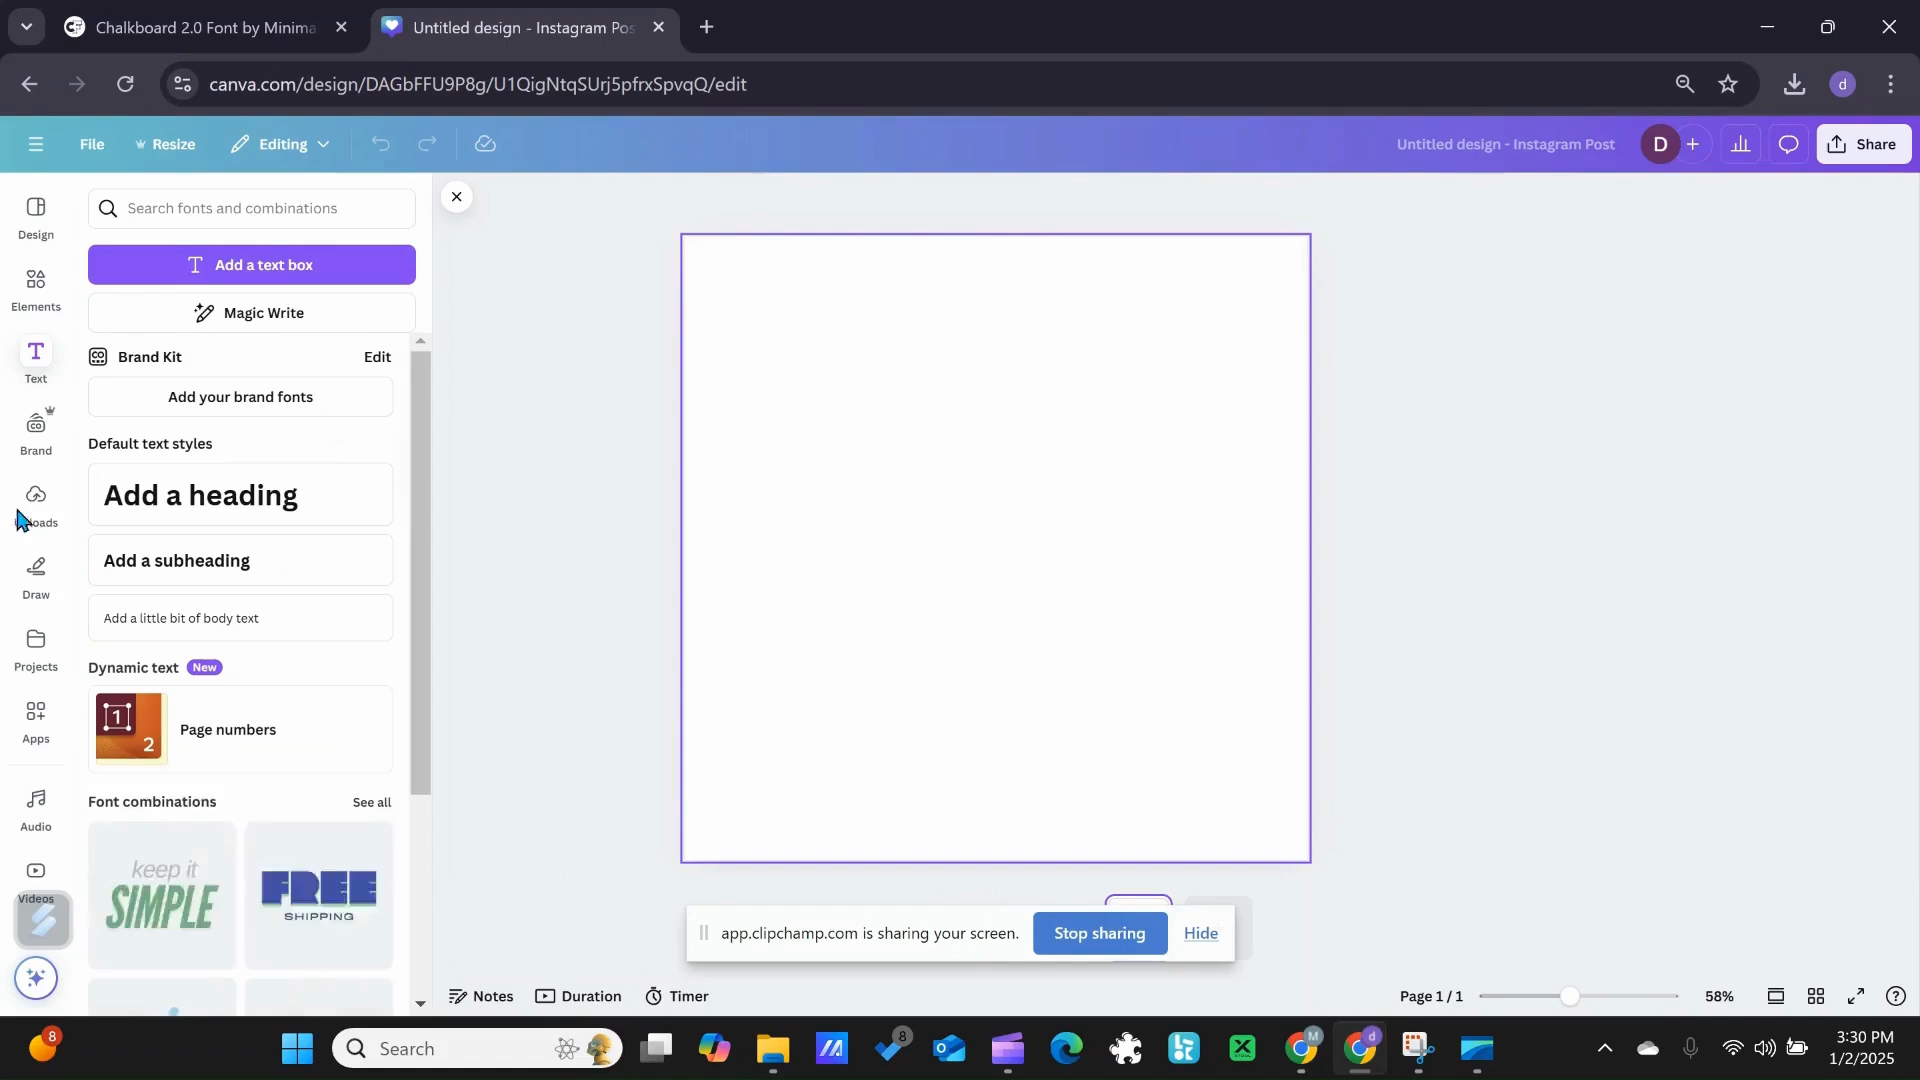 Chalkboard 2.0 Font by Minima
Untitled design - Instagram Pos
canva.com/design/DAGbFFU9P8g/U1QigNtqSUrj5pfrxSpvqQ/edit
d
File
Resize
Editing
Untitled design - Instagram Post
D
Share
Design
Elements
Text
Brand
Uploads
Draw
Projects
Apps
Audio
Videos
Search fonts and combinations
Add a text box
Magic Write
Brand Kit
Edit
Add your brand fonts
Default text styles
Add a heading
Add a subheading
Add a little bit of body text
Dynamic text
New
1
2
Page numbers
Font combinations
See all
keep it
SIMPLE
FREE
SHIPPING
app.clipchamp.com is sharing your screen.
Stop sharing
Hide
Notes
Duration
Timer
Page 1 / 1
58%
8
Search
8
M
d
3:30 PM
1/2/2025